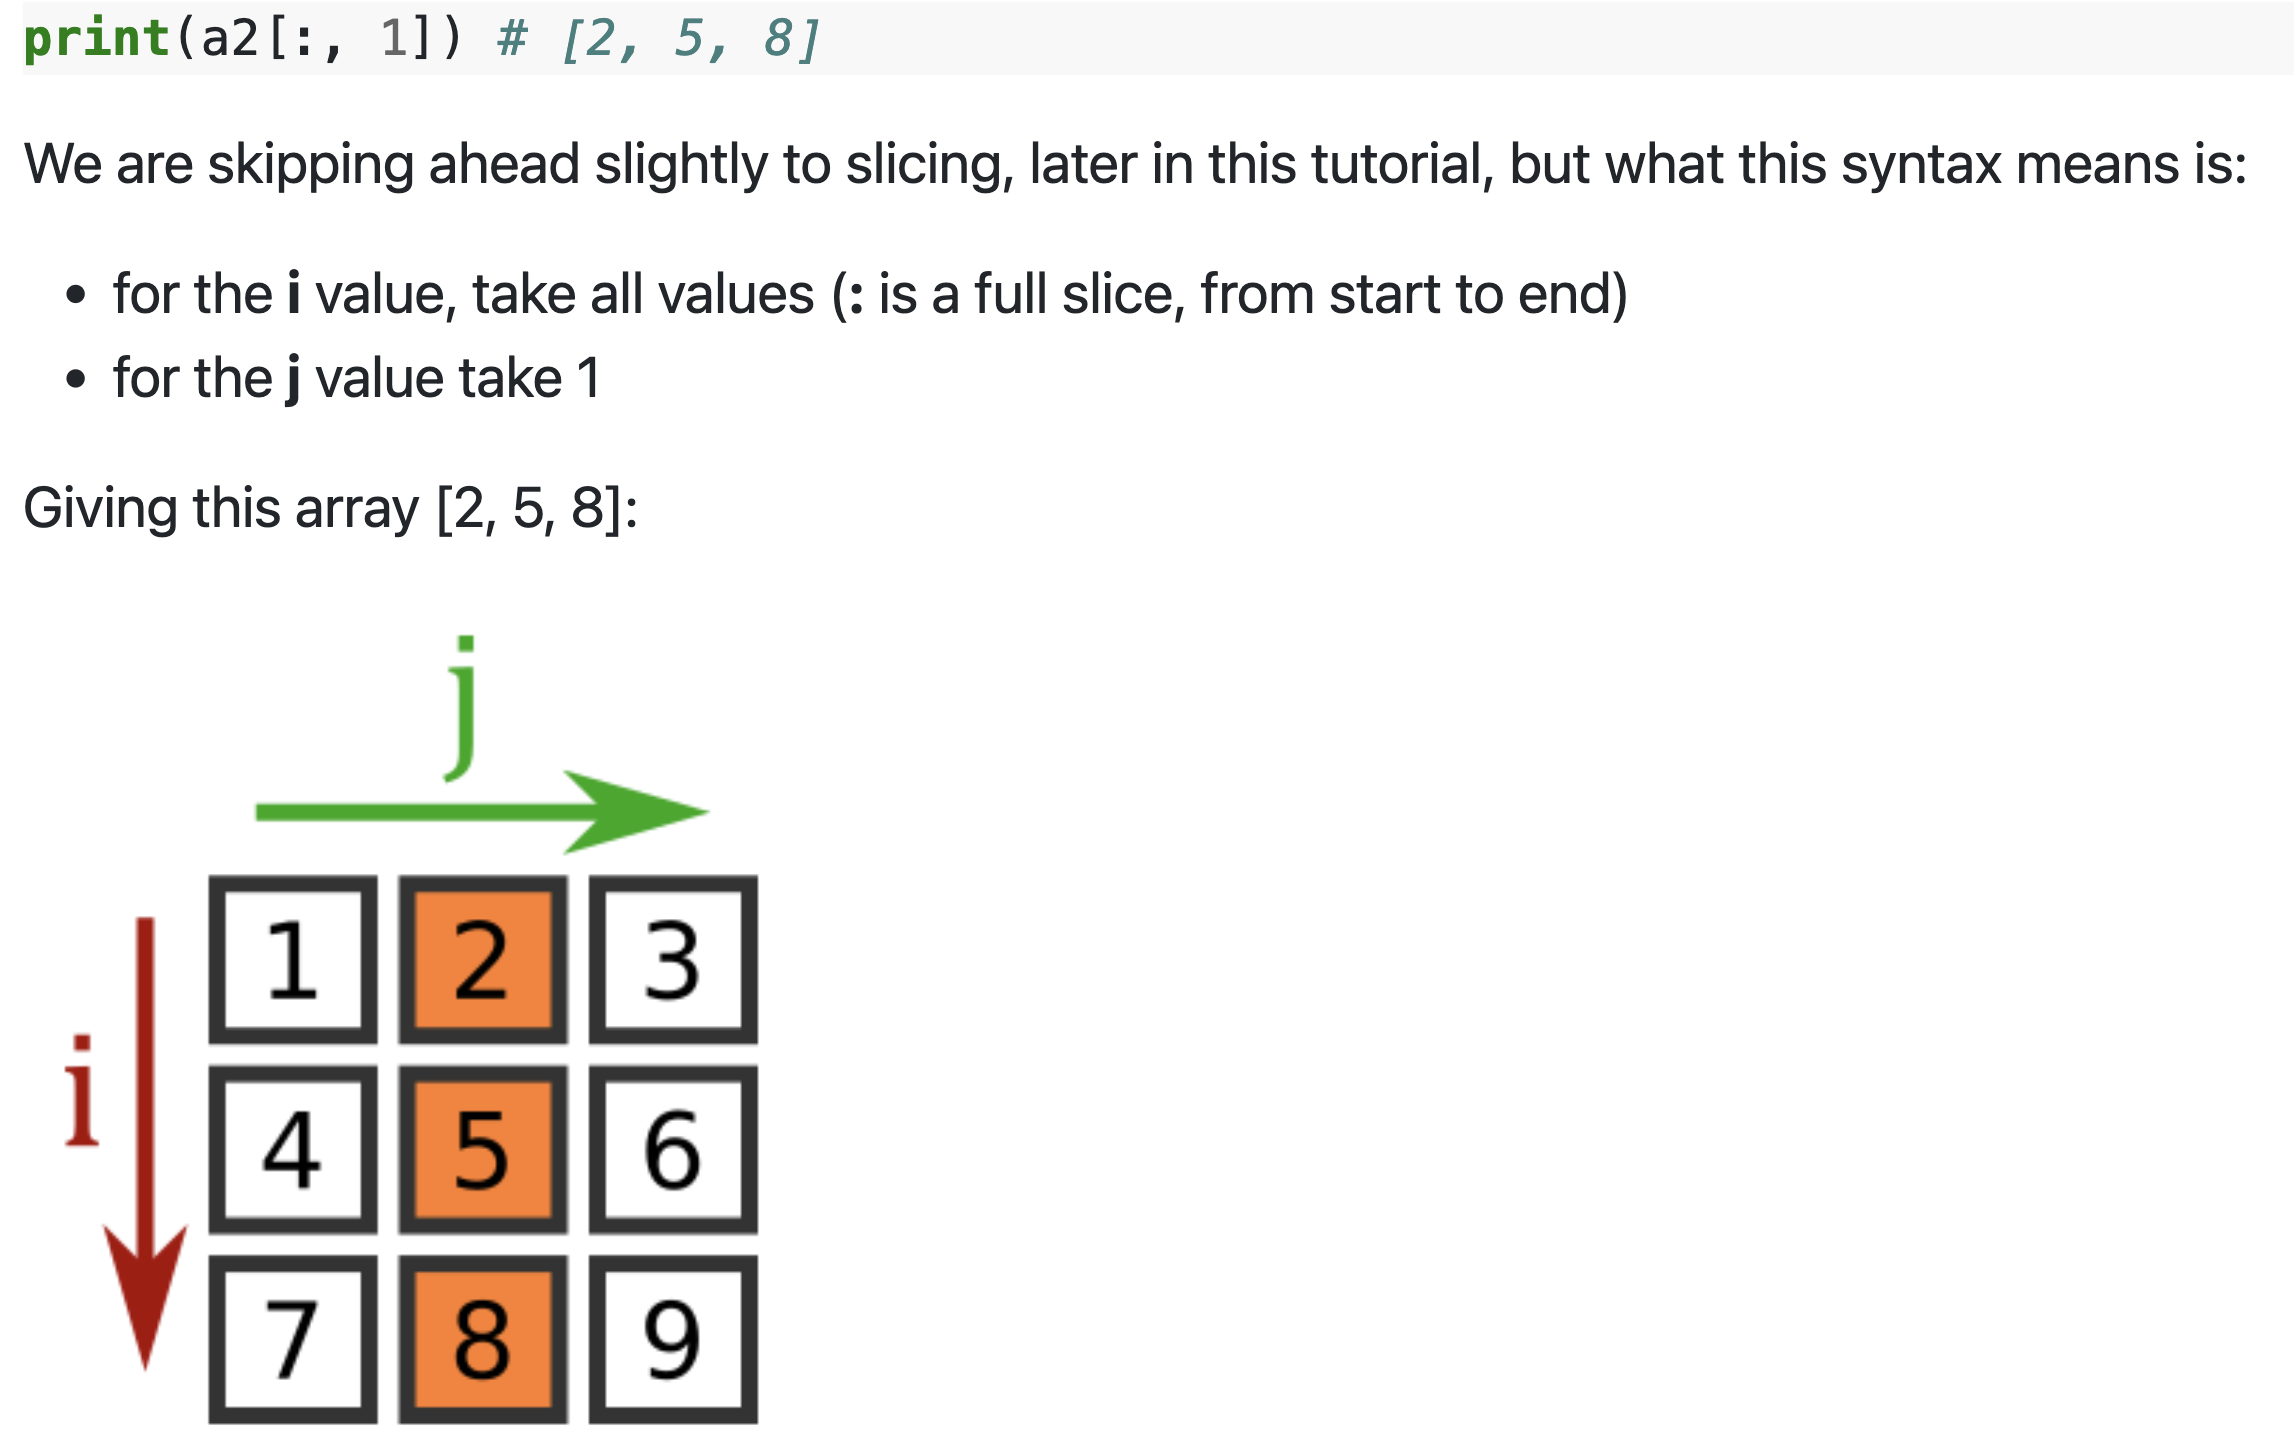 print(a2[:, 1]) # [2, 5, 8]
We are skipping ahead slightly to slicing, later in this tutorial, but what this syntax means is:
• for the i value, take all values (: is a full slice, from start to end)
• for the j value take 1
Giving this array [2, 5, 8]:
j
1 2 3
i
4 5 6
7 8 9